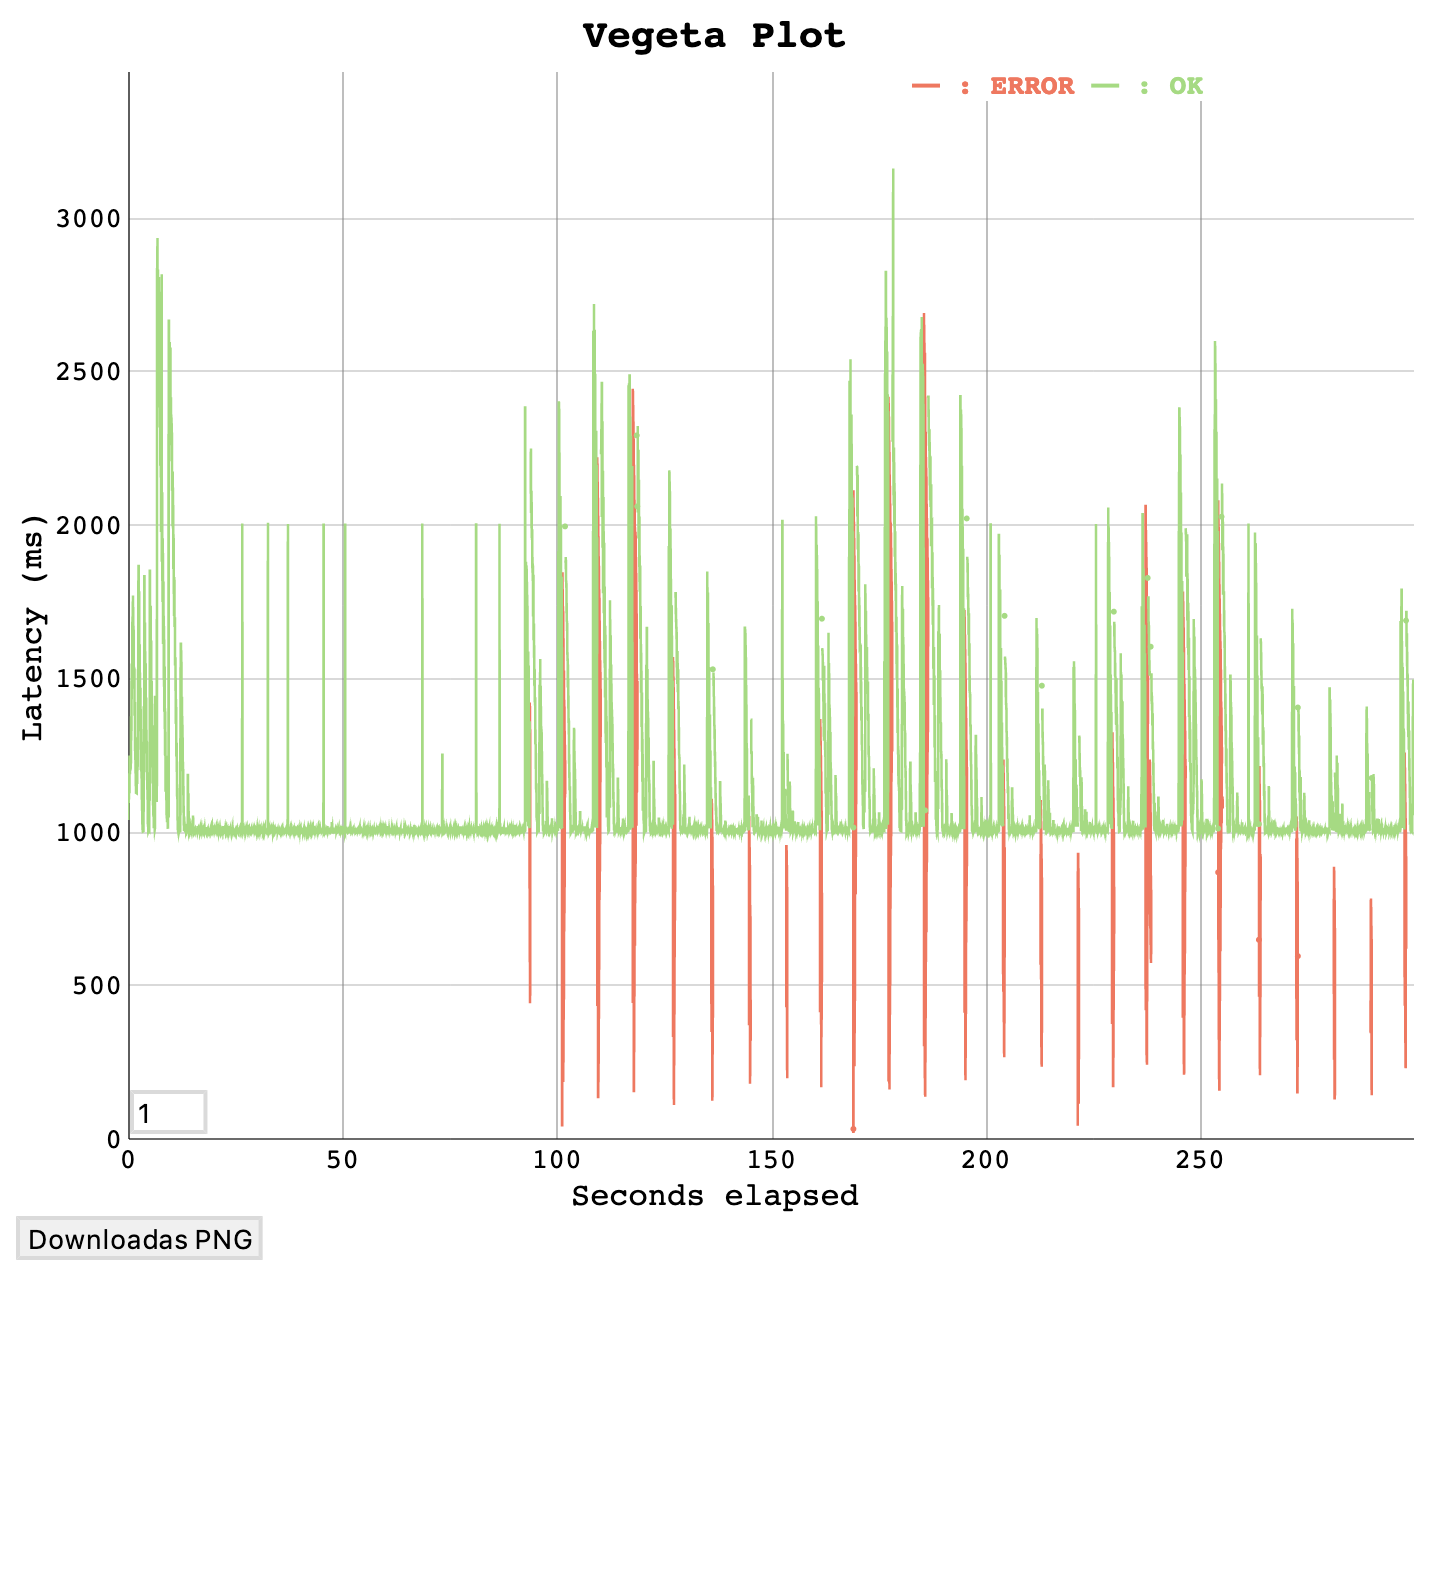 Vegeta Plot
— : ERROR — : OK
Latency (ms)
3000
2500
2000
1500
1000
500
0
1
0 50 100 150 200 250
Seconds elapsed
Downloadas PNG